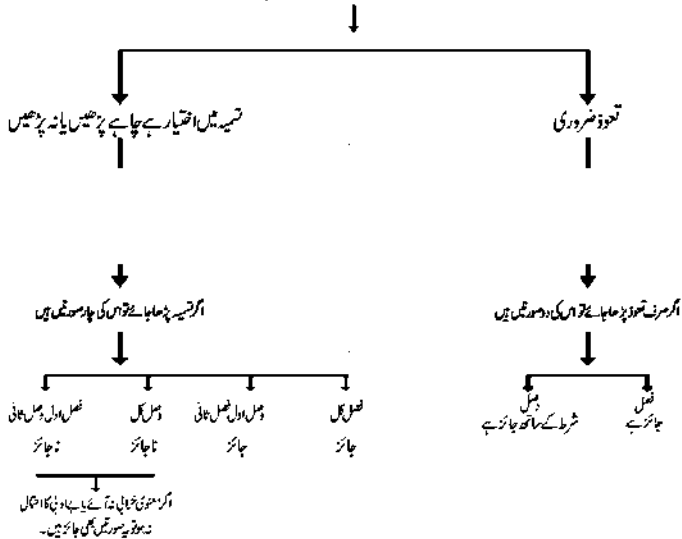 تعوذ ضروری
تسمیہ میں اختیار ہے چاہے پڑھیں یا نہ پڑھیں
اگر صرف تعوذ پڑھا جائے تو اس کی دو صورتیں ہیں
اگر تسمیہ پڑھا جائے تو اس کی چار صورتیں ہیں
فصل
جائز ہے
وصل
شرط کے ساتھ جائز ہے
فصل کل
جائز
وصل اول فصل ثانی
جائز
وصل کل
ناجائز
فصل اول وصل ثانی
ناجائز
اگر معنوی خرابی نہ آئے یا بے ادبی کا احتمال
نہ ہو تو یہ صورتیں بھی جائز ہیں۔